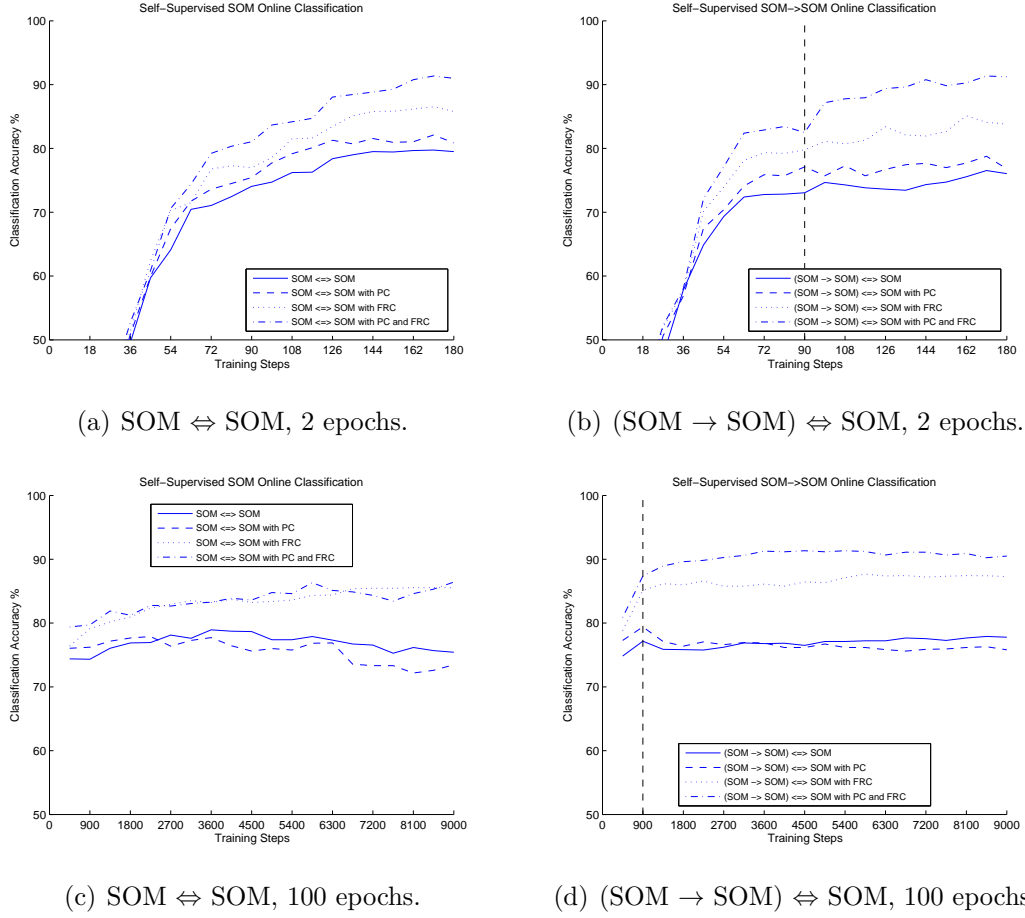 Self-Supervised SOM Online Classification
100
90
80
70
60
50
Classification Accuracy %
0 18 36 54 72 90 108 126 144 162 180
Training Steps
SOM <=> SOM
SOM <=> SOM with PC
SOM <=> SOM with FRC
SOM <=> SOM with PC and FRC
(a) SOM ⇔ SOM, 2 epochs.
Self-Supervised SOM->SOM Online Classification
100
90
80
70
60
50
Classification Accuracy %
0 18 36 54 72 90 108 126 144 162 180
Training Steps
(SOM -> SOM) <=> SOM
(SOM -> SOM) <=> SOM with PC
(SOM -> SOM) <=> SOM with FRC
(SOM -> SOM) <=> SOM with PC and FRC
(b) (SOM → SOM) ⇔ SOM, 2 epochs.
Self-Supervised SOM Online Classification
100
90
80
70
60
50
Classification Accuracy %
0 900 1800 2700 3600 4500 5400 6300 7200 8100 9000
Training Steps
SOM <=> SOM
SOM <=> SOM with PC
SOM <=> SOM with FRC
SOM <=> SOM with PC and FRC
(c) SOM ⇔ SOM, 100 epochs.
Self-Supervised SOM->SOM Online Classification
100
90
80
70
60
50
Classification Accuracy %
0 900 1800 2700 3600 4500 5400 6300 7200 8100 9000
Training Steps
(SOM -> SOM) <=> SOM
(SOM -> SOM) <=> SOM with PC
(SOM -> SOM) <=> SOM with FRC
(SOM -> SOM) <=> SOM with PC and FRC
(d) (SOM → SOM) ⇔ SOM, 100 epochs